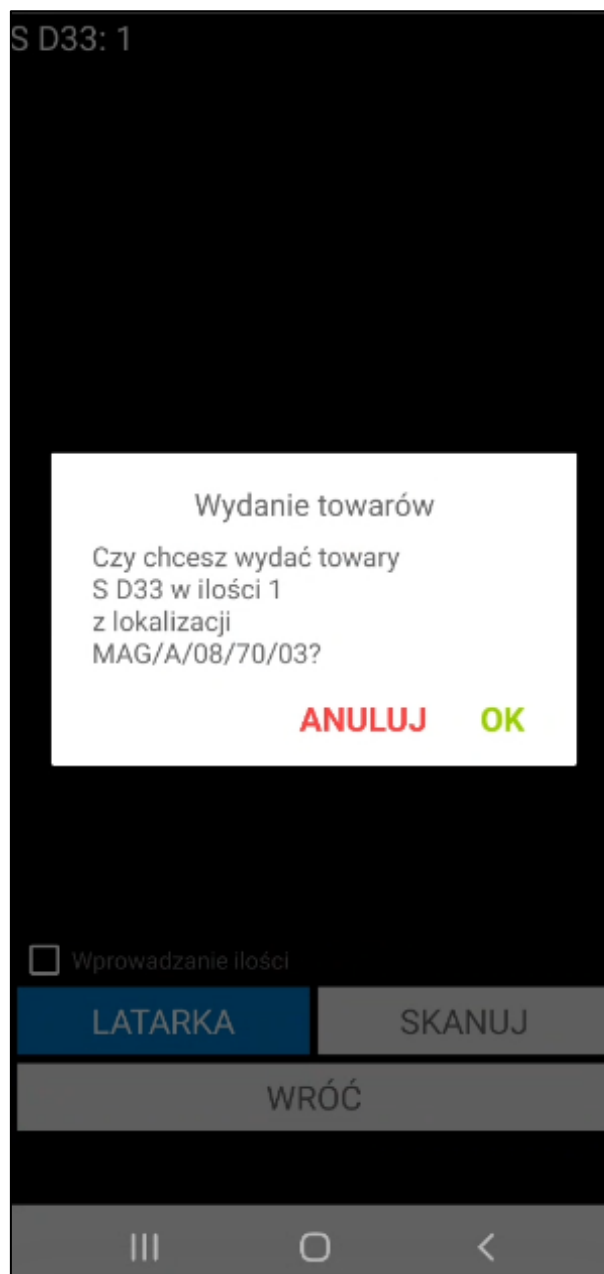 S D33: 1
Wydanie towarów
Czy chcesz wydać towary
S D33 w ilości 1
z lokalizacji
MAG/A/08/70/03?
ANULUJ OK
Wprowadzanie ilości
LATARKA SKANUJ
WRÓĆ